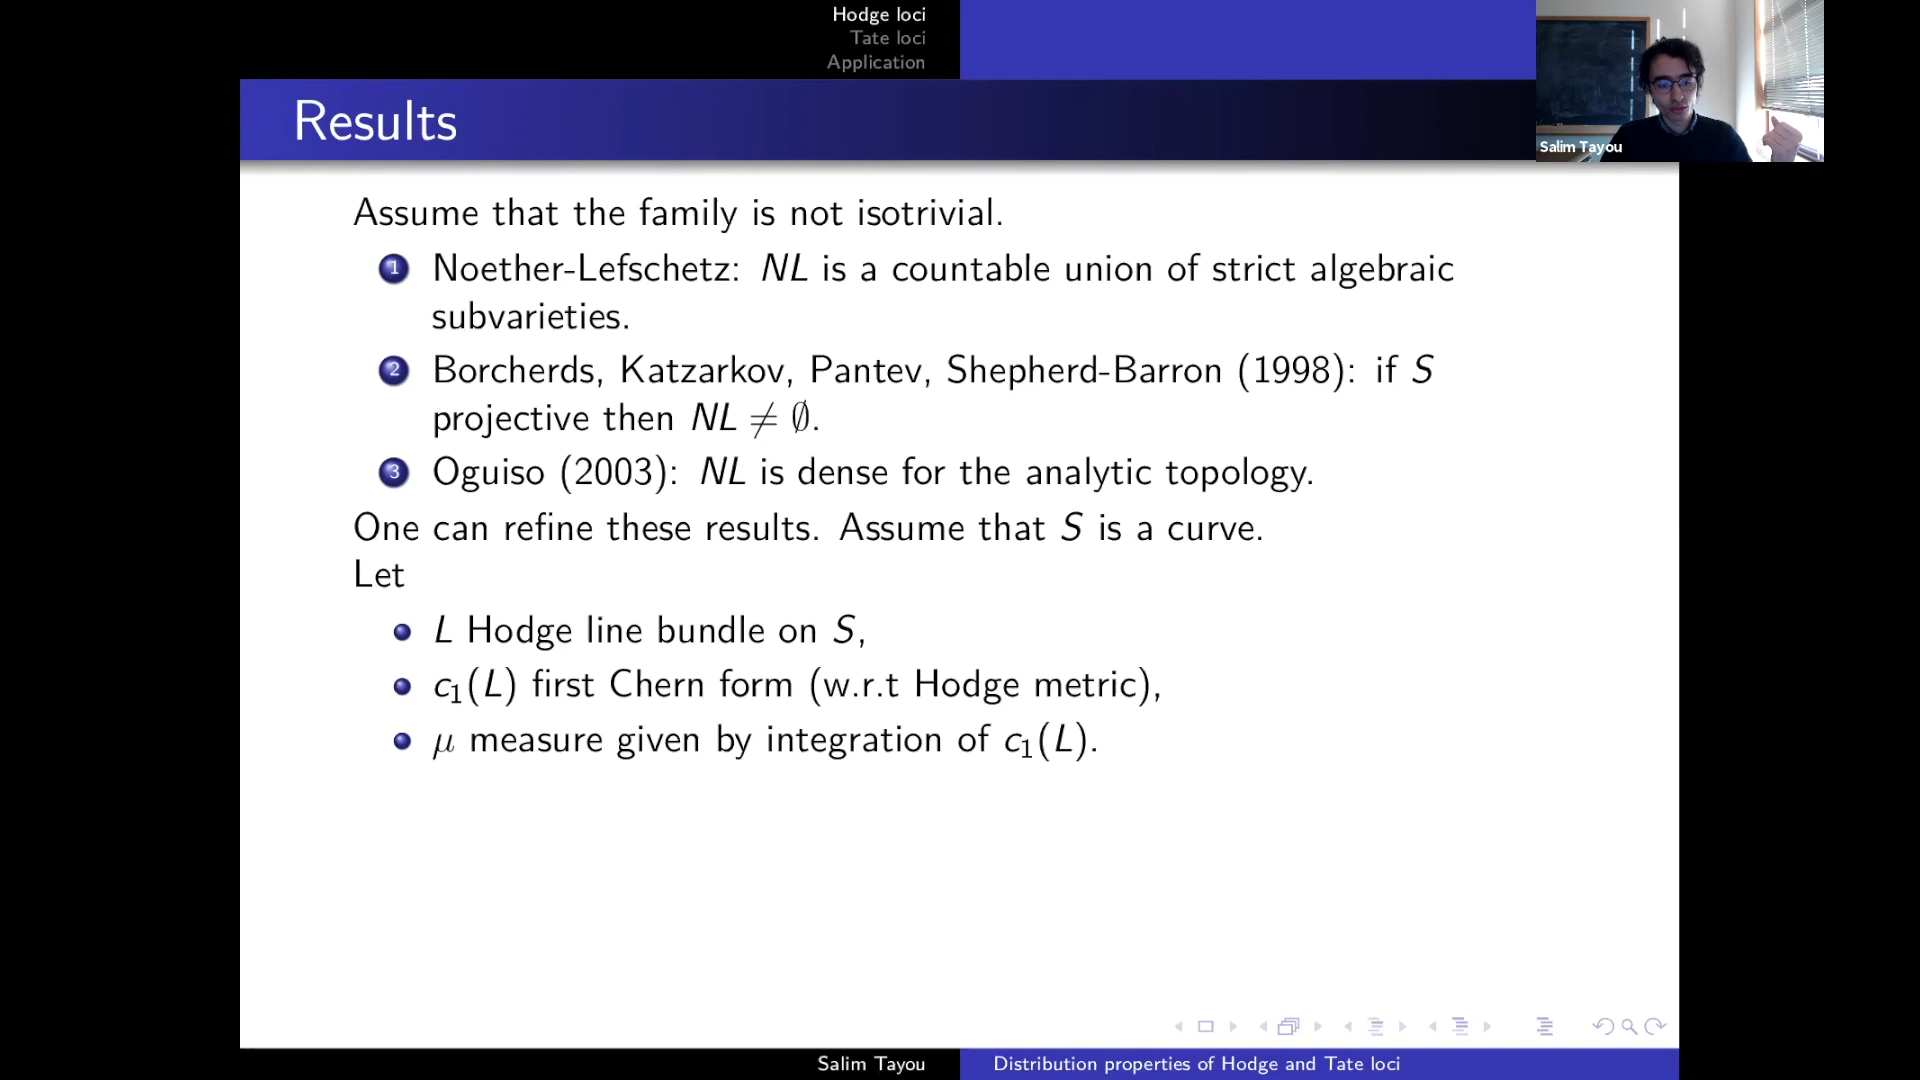 Hodge loci
Tate loci
Application
Results
Salim Tayou
Assume that the family is not isotrivial.
1 Noether-Lefschetz: NL is a countable union of strict algebraic
subvarieties.
2 Borcherds, Katzarkov, Pantev, Shepherd-Barron (1998): if S
projective then NL ≠ ∅.
3 Oguiso (2003): NL is dense for the analytic topology.
One can refine these results. Assume that S is a curve.
Let
• L Hodge line bundle on S,
• c₁(L) first Chern form (w.r.t Hodge metric),
• μ measure given by integration of c₁(L).
Salim Tayou
Distribution properties of Hodge and Tate loci